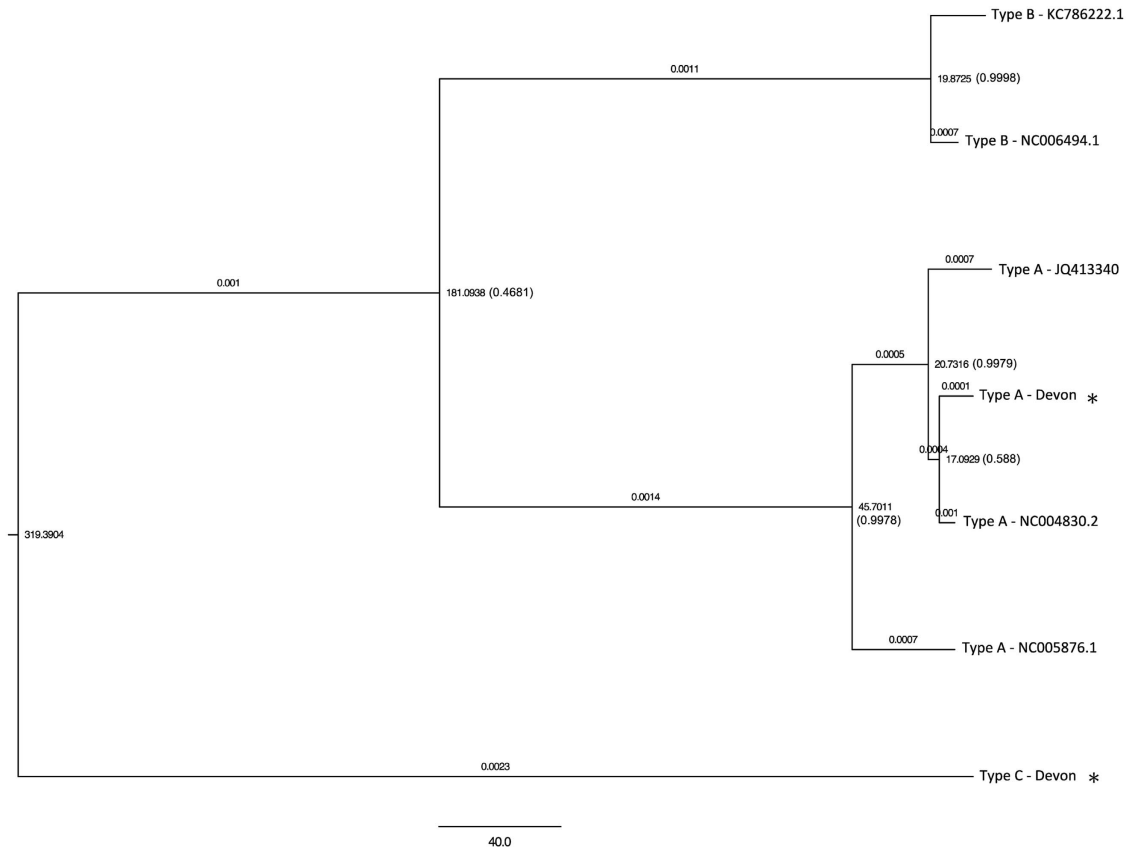 Type B - KC786222.1
0.0011
19.8725 (0.9998)
0.0007
Type B - NC006494.1
0.0007
Type A - JQ413340
0.001
181.0938 (0.4681)
0.0005
20.7316 (0.9979)
0.0001
Type A - Devon *
0.0004
17.0929 (0.588)
0.0014
45.7011
(0.9978)
0.001
Type A - NC004830.2
319.3904
0.0007
Type A - NC005876.1
0.0023
Type C - Devon *
40.0